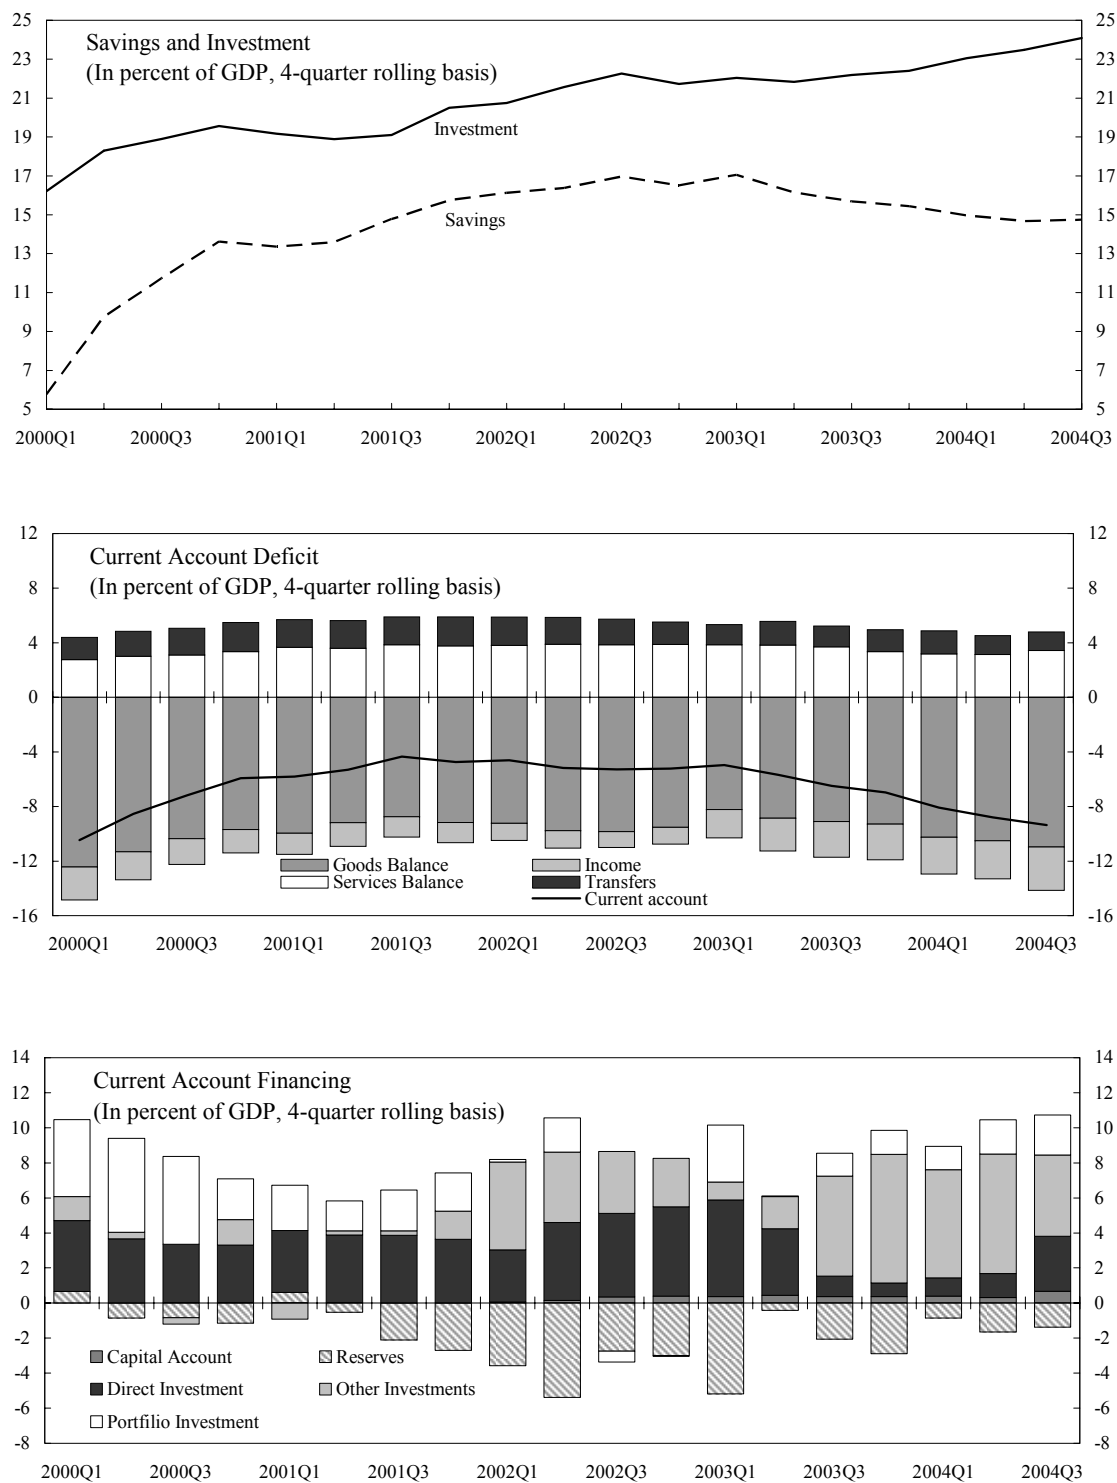 25 25
Savings and Investment
23 23
(In percent of GDP, 4-quarter rolling basis)
21 21
Investment
19 19
17 17
Savings
15 15
13 13
11 11
9 9
7 7
5 5
2000Q1 2000Q3 2001Q1 2001Q3 2002Q1 2002Q3 2003Q1 2003Q3 2004Q1 2004Q3
12 12
Current Account Deficit
(In percent of GDP, 4-quarter rolling basis)
8 8
4 4
0 0
-4 -4
-8 -8
-12 -12
Goods Balance Income
Services Balance Transfers
Current account
-16 -16
2000Q1 2000Q3 2001Q1 2001Q3 2002Q1 2002Q3 2003Q1 2003Q3 2004Q1 2004Q3
14 14
Current Account Financing
12 12
(In percent of GDP, 4-quarter rolling basis)
10 10
8 8
6 6
4 4
2 2
0 0
-2 -2
Capital Account Reserves
-4 -4
Direct Investment Other Investments
-6 -6
Portfilio Investment
-8 -8
2000Q1 2000Q3 2001Q1 2001Q3 2002Q1 2002Q3 2003Q1 2003Q3 2004Q1 2004Q3